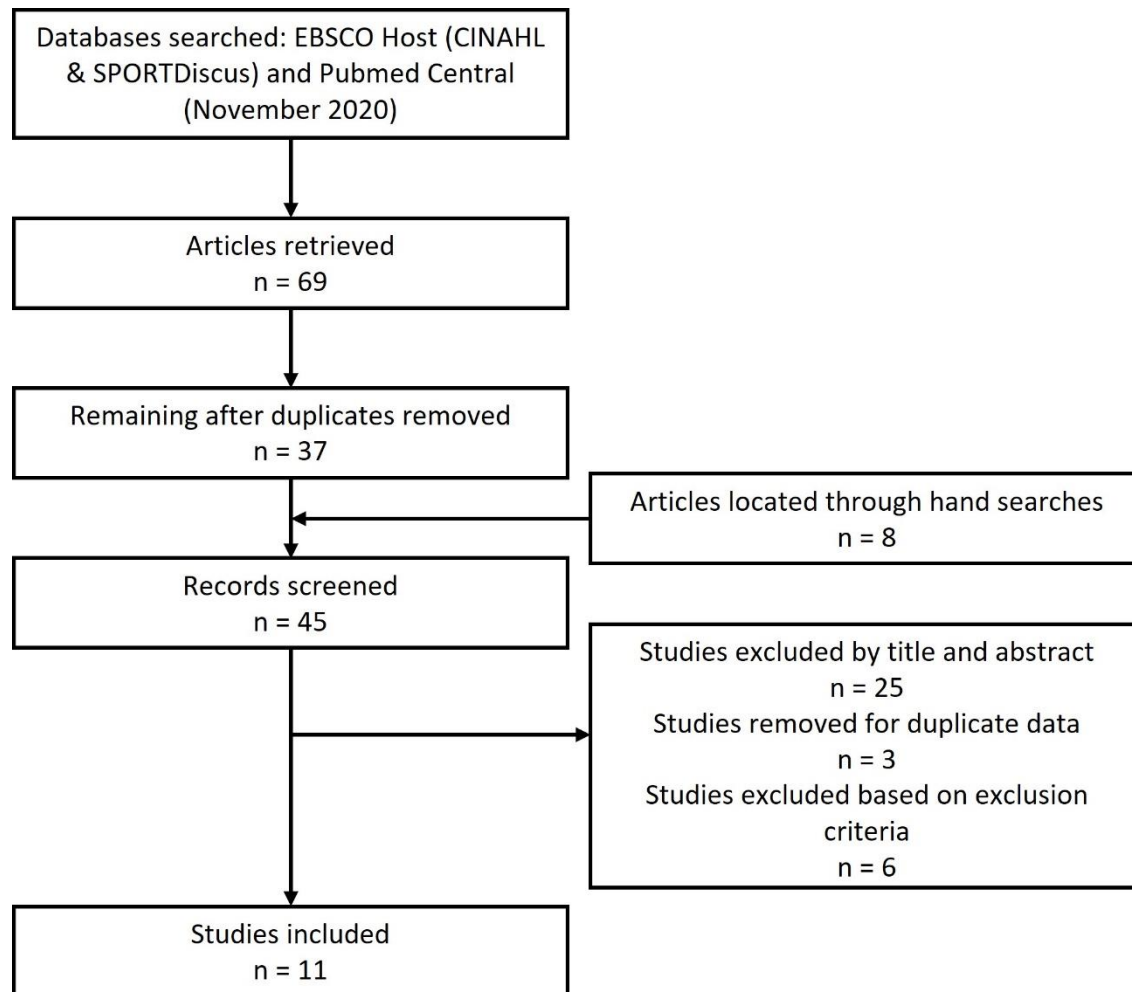 Databases searched: EBSCO Host (CINAHL
& SPORTDiscus) and Pubmed Central
(November 2020)
Articles retrieved
n = 69
Remaining after duplicates removed
n = 37
Articles located through hand searches
n = 8
Records screened
n = 45
Studies excluded by title and abstract
n = 25
Studies removed for duplicate data
n = 3
Studies excluded based on exclusion
criteria
n = 6
Studies included
n = 11